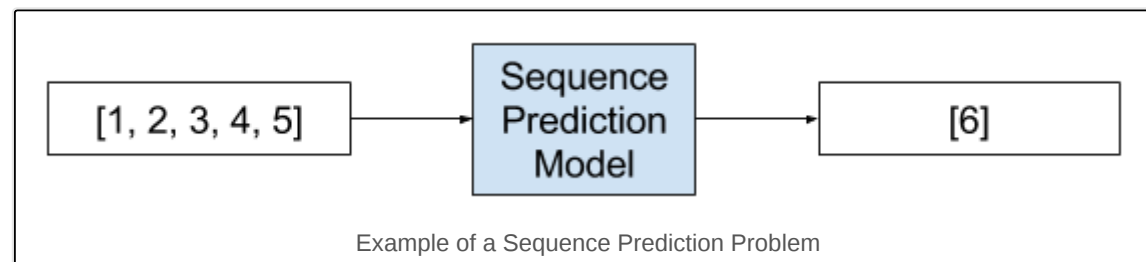 [1, 2, 3, 4, 5]
Sequence
Prediction
Model
[6]
Example of a Sequence Prediction Problem